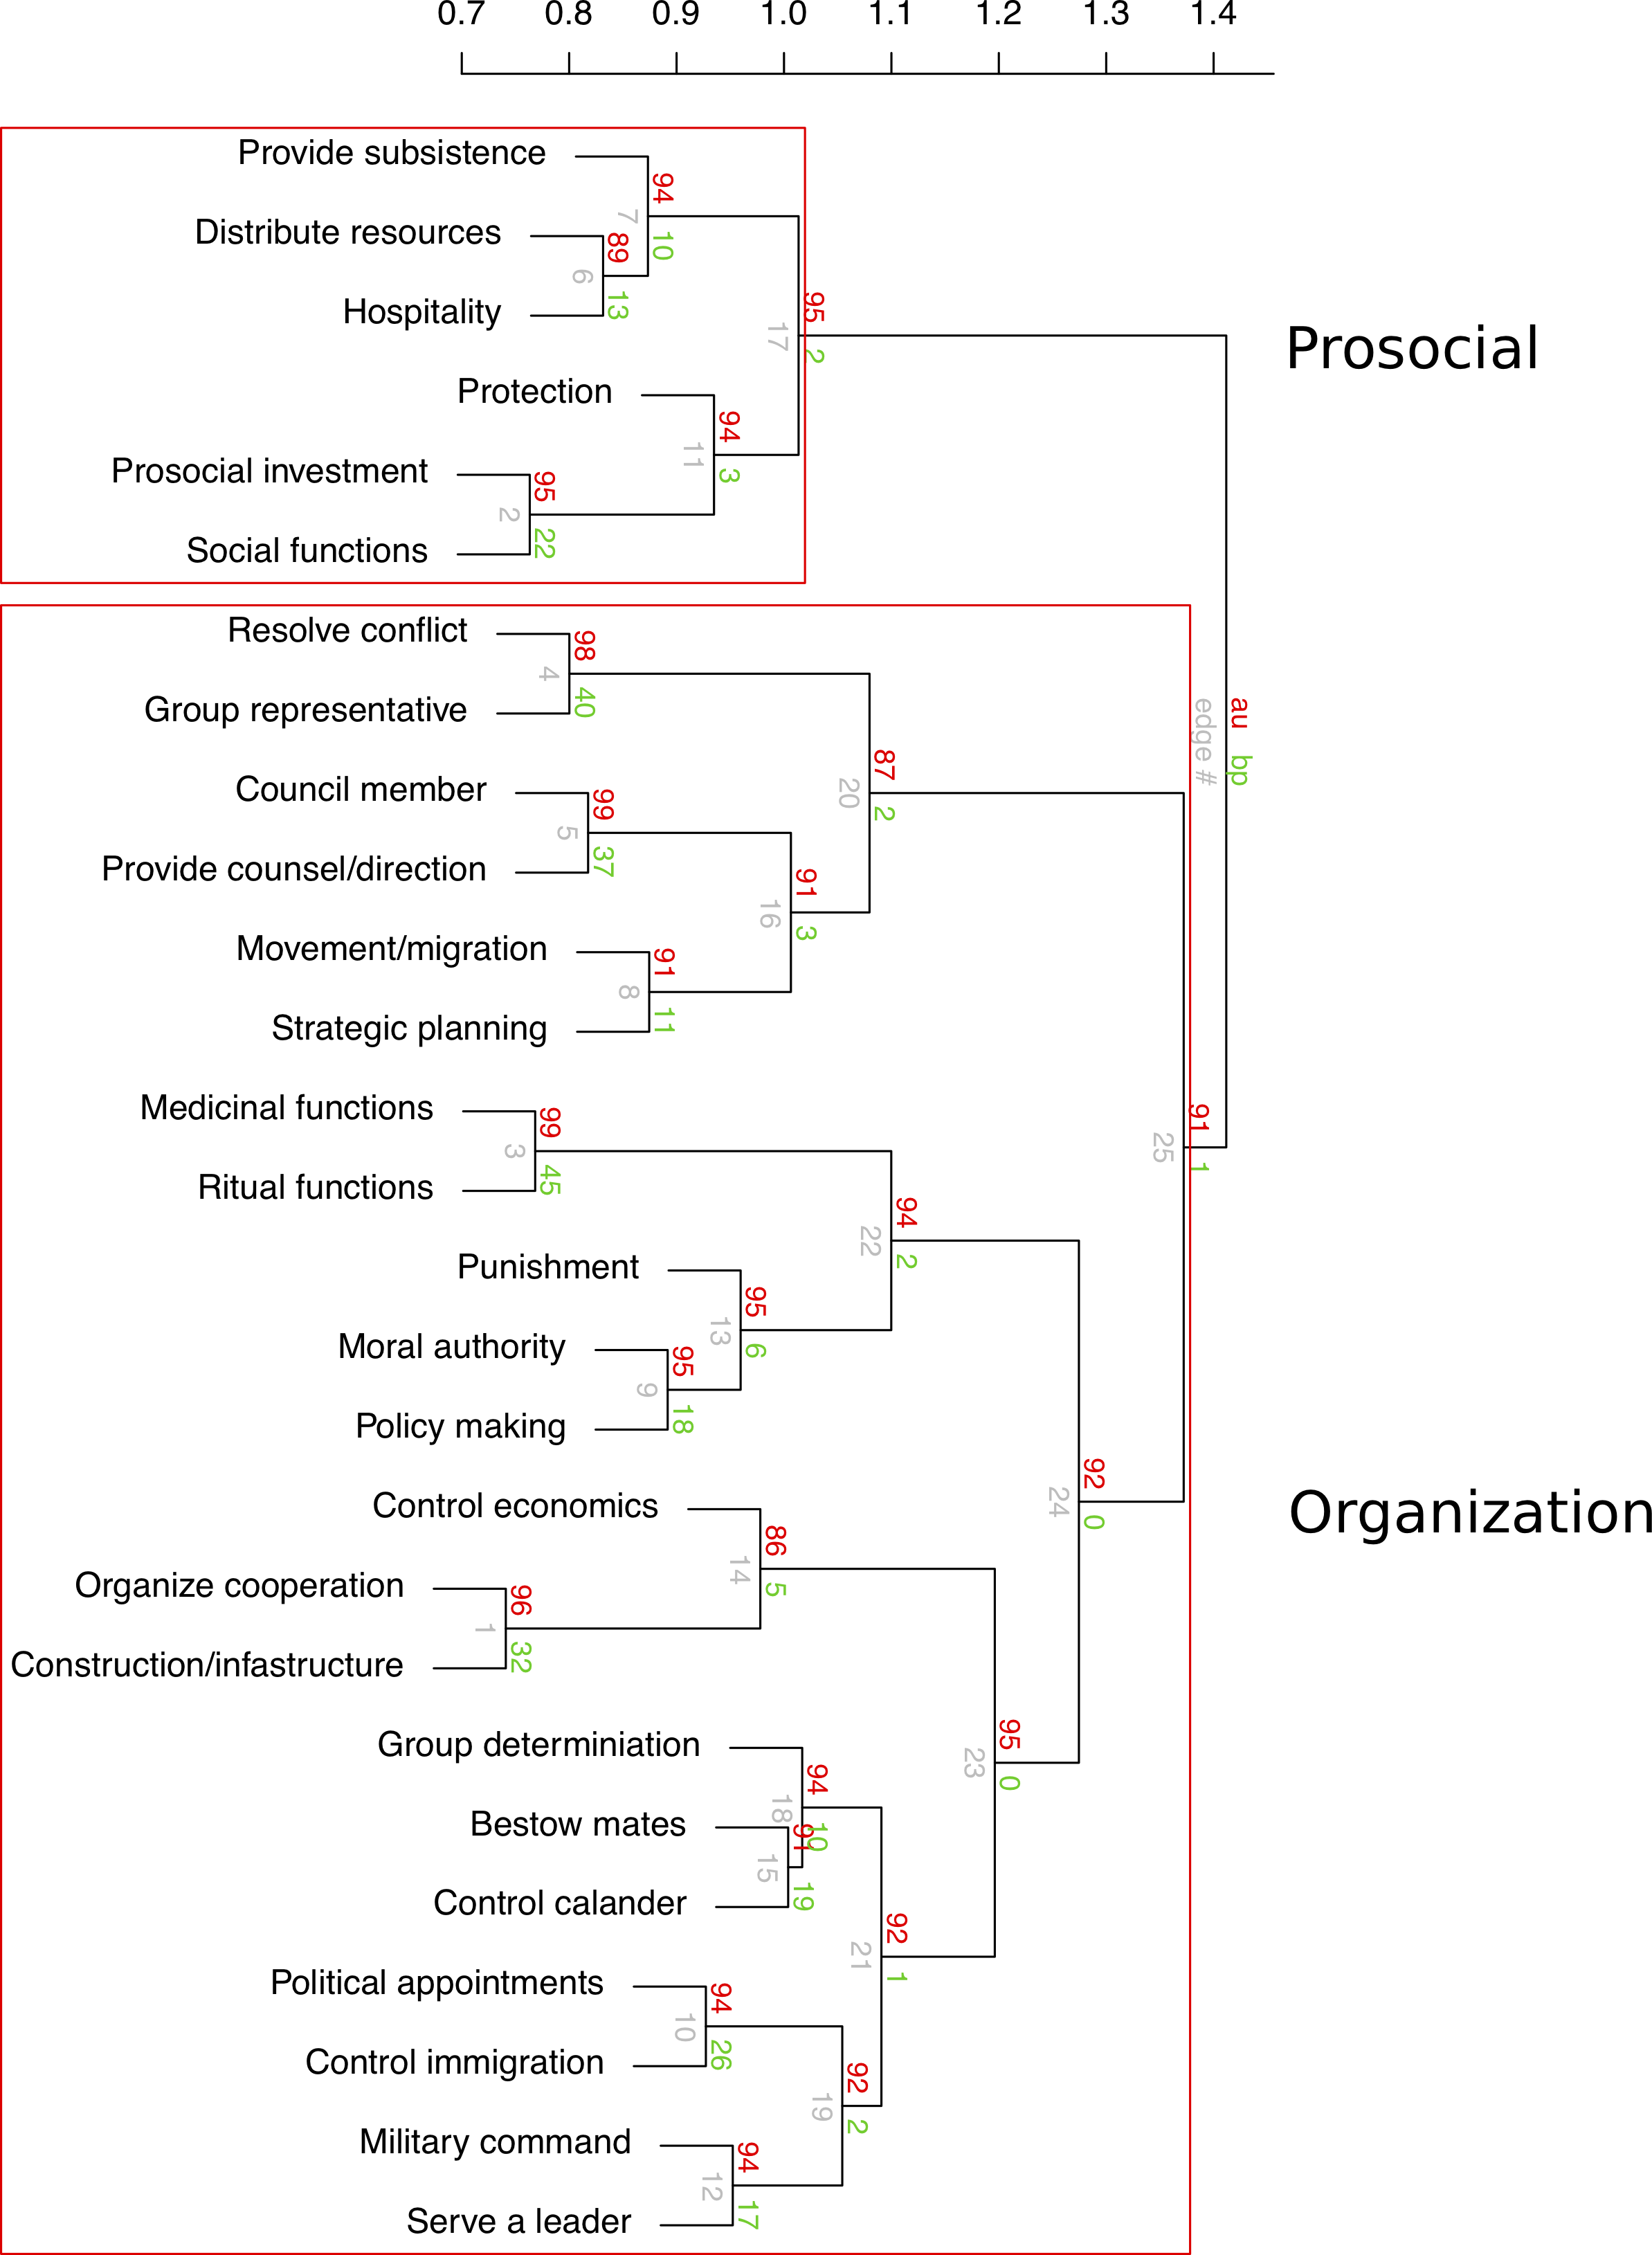 0.7 0.8 0.9 1.0 1.1 1.2 1.3 1.4
Provide subsistence
94
7
10
Distribute resources
89
6
13
Hospitality
95
17
2
Prosocial
Protection
94
11
3
Prosocial investment
95
2
22
Social functions
Resolve conflict
98
4
40
Group representative
au bp
edge #
Council member
87
20
2
99
5
37
Provide counsel/direction
91
16
3
Movement/migration
91
8
11
Strategic planning
Medicinal functions
99
3
45
Ritual functions
91
25
1
94
22
2
Punishment
95
13
6
Moral authority
95
9
18
Policy making
92
24
0
Control economics
86
14
5
Organization
Organize cooperation
96
1
32
Construction/infastructure
Group determiniation
95
23
0
94
18
10
Bestow mates
91
15
19
Control calander
92
21
1
Political appointments
94
10
26
Control immigration
92
19
2
Military command
94
12
17
Serve a leader